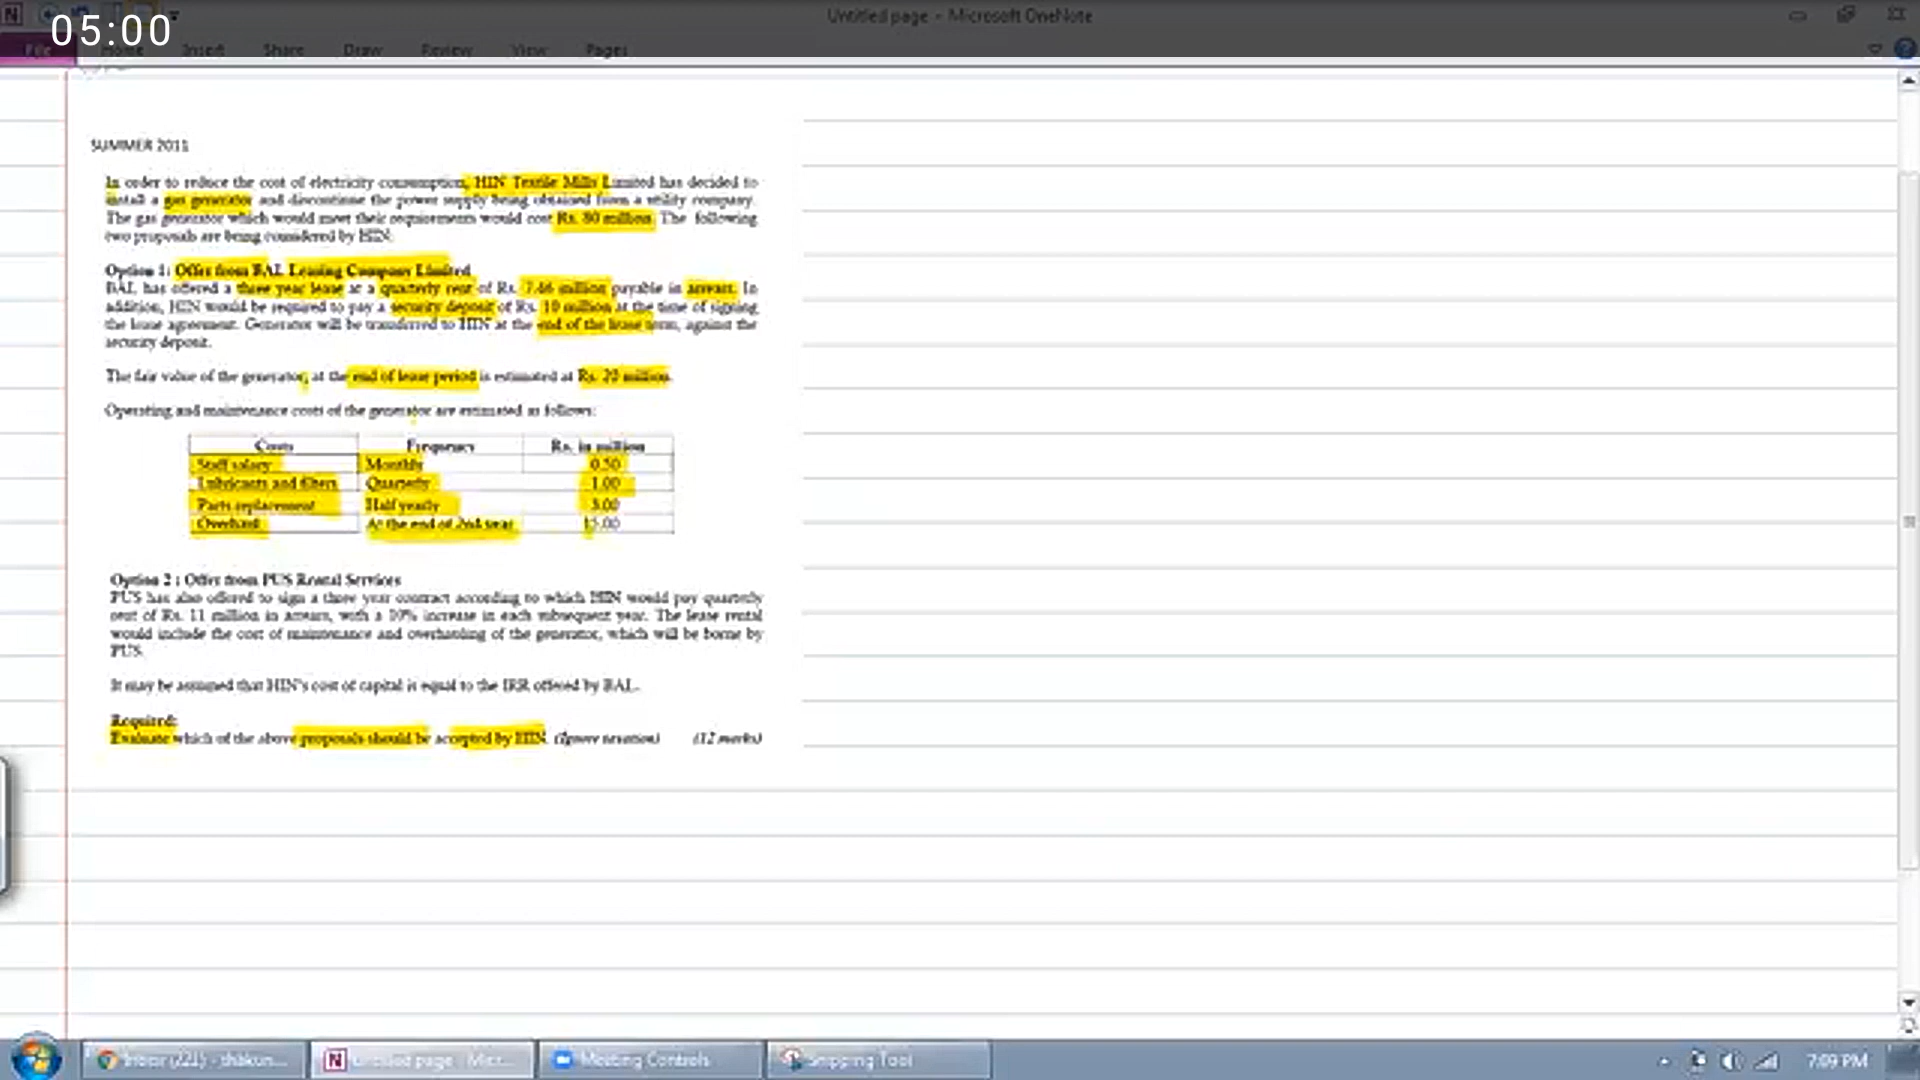 05:00
Untitled page - Microsoft OneNote
File Home Insert Share Draw Review View Pages
SUMMER 2011
In order to reduce the cost of electricity consumption, HIN Textile Mills Limited has decided to
install a gas generator and discontinue the power supply being obtained from a utility company.
The gas generator which would meet their requirements would cost Rs. 80 million. The following
two proposals are being considered by HIN:
Option 1: Offer from BAL Leasing Company Limited
BAL has offered a three year lease at a quarterly rent of Rs. 7.46 million payable in arrears. In
addition, HIN would be required to pay a security deposit of Rs. 10 million at the time of signing
the lease agreement. Generator will be transferred to HIN at the end of the lease term, against the
security deposit.
The fair value of the generator, at the end of lease period is estimated at Rs. 20 million.
Operating and maintenance costs of the generator are estimated as follows:
Costs Frequency Rs. in million
Staff salary Monthly 0.50
Lubricants and filters Quarterly 1.00
Parts replacement Half yearly 3.00
Overhaul At the end of 2nd year 15.00
Option 2 : Offer from PUS Rental Services
PUS has also offered to sign a three year contract according to which HIN would pay quarterly
rent of Rs. 11 million in arrears, with a 10% increase in each subsequent year. The lease rental
would include the cost of maintenance and overhauling of the generator, which will be borne by
PUS.
It may be assumed that HIN's cost of capital is equal to the IRR offered by BAL.
Required:
Evaluate which of the above proposals should be accepted by HIN. (Ignore taxation) (12 marks)
Inbox (221) - thakun... Untitled page - Micr... Meeting Controls Snipping Tool 7:09 PM